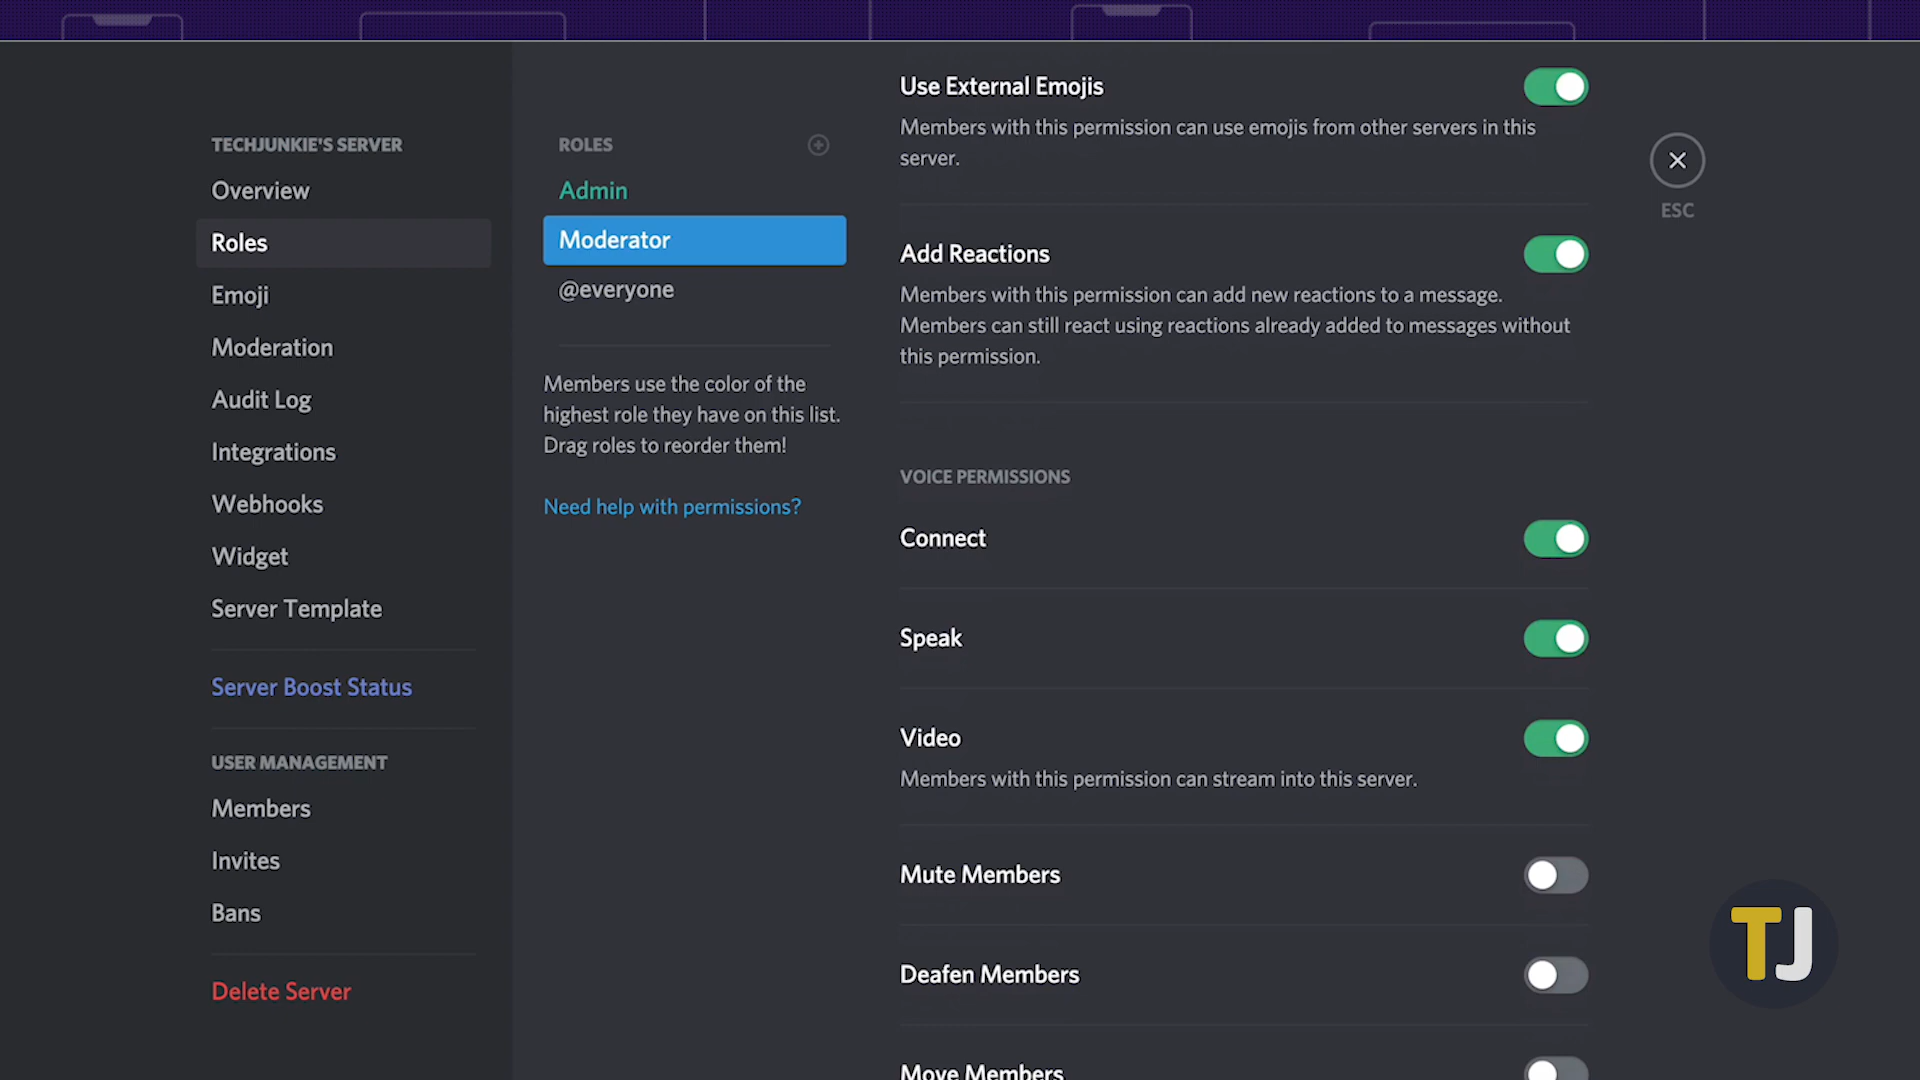 TECHJUNKIE'S SERVER
Overview
Roles
Emoji
Moderation
Audit Log
Integrations
Webhooks
Widget
Server Template
Server Boost Status
USER MANAGEMENT
Members
Invites
Bans
Delete Server
ROLES
Admin
Moderator
@everyone
Members use the color of the
highest role they have on this list.
Drag roles to reorder them!
Need help with permissions?
Use External Emojis
Members with this permission can use emojis from other servers in this
server.
Add Reactions
Members with this permission can add new reactions to a message.
Members can still react using reactions already added to messages without
this permission.
VOICE PERMISSIONS
Connect
Speak
Video
Members with this permission can stream into this server.
Mute Members
Deafen Members
Move Members
ESC
TJ